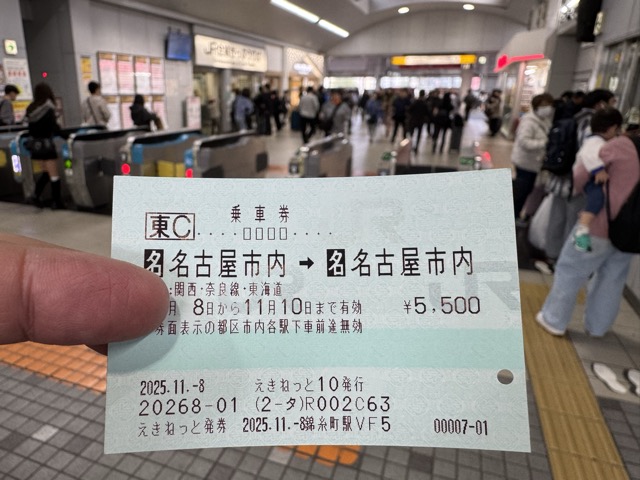 乗車券
東C
････□□□□････
名 名古屋市内 → 名 名古屋市内
:関西・奈良線・東海道
月 8日から11月10日まで有効 ¥5,500
券面表示の都区市内各駅下車前途無効
2025.11.-8 えきねっと10発行
20268-01 (2-タ)R002C63
えきねっと発券 2025.11.-8錦糸町駅VF5 00007-01